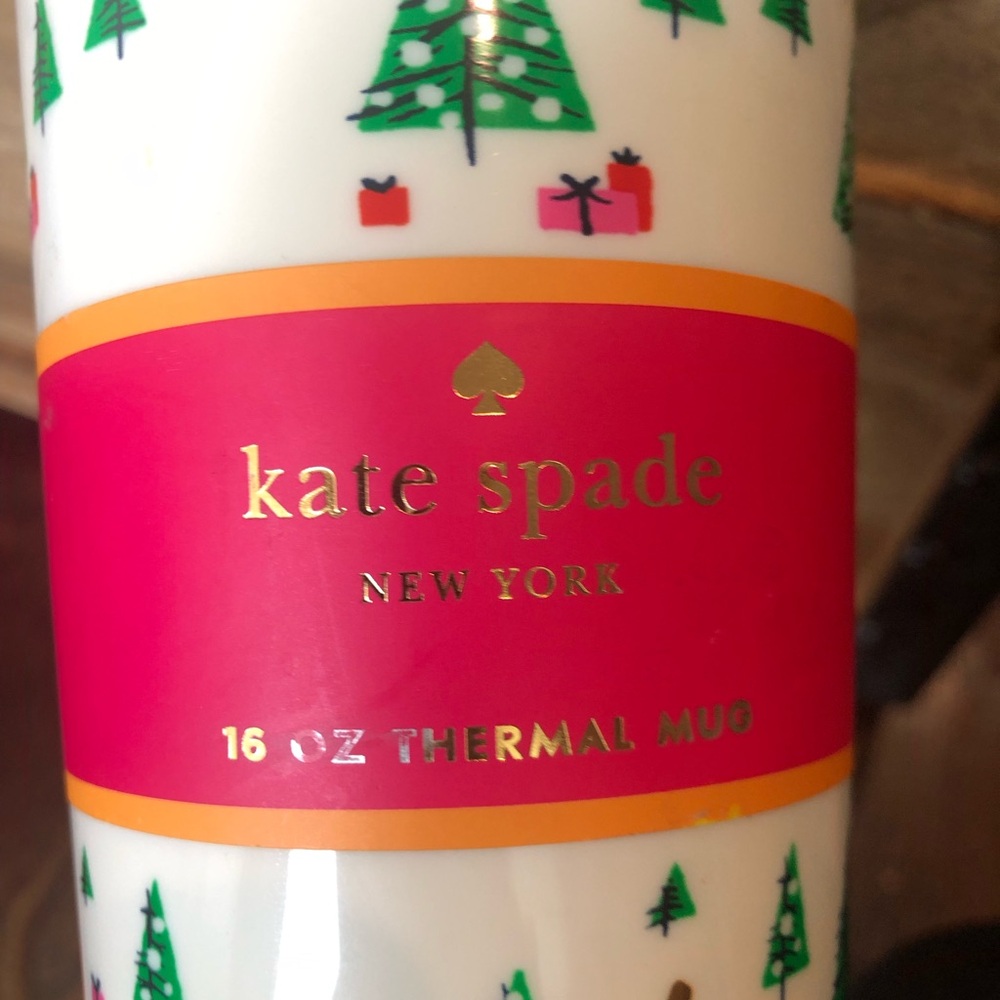 kate spade
NEW YORK
16 OZ THERMAL MUG